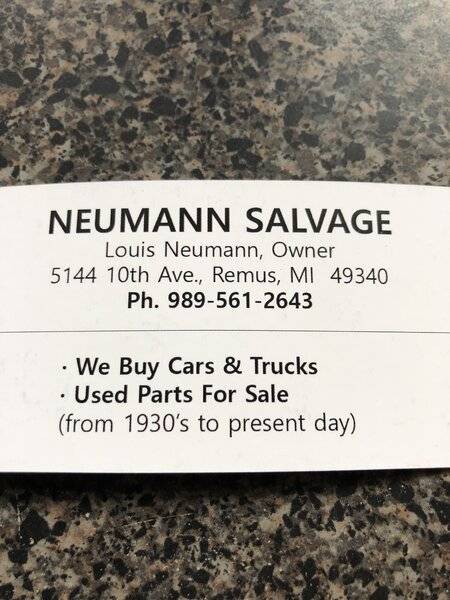 NEUMANN SALVAGE
Louis Neumann, Owner
5144 10th Ave., Remus, MI 49340
Ph. 989-561-2643
· We Buy Cars & Trucks
· Used Parts For Sale
(from 1930's to present day)